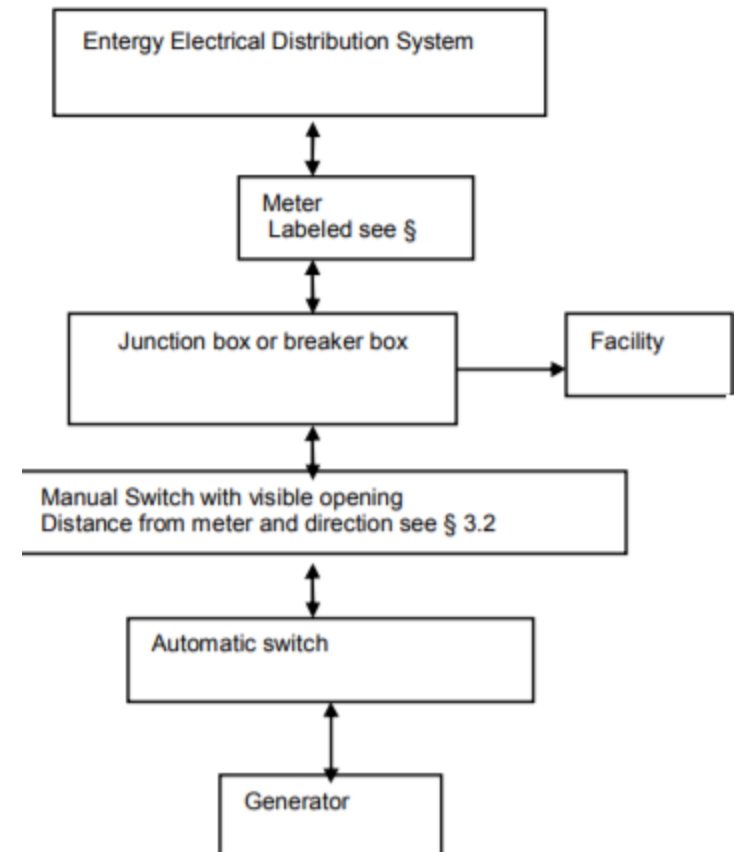 Entergy Electrical Distribution System
Meter
Labeled see §
Junction box or breaker box
Facility
Manual Switch with visible opening
Distance from meter and direction see § 3.2
Automatic switch
Generator